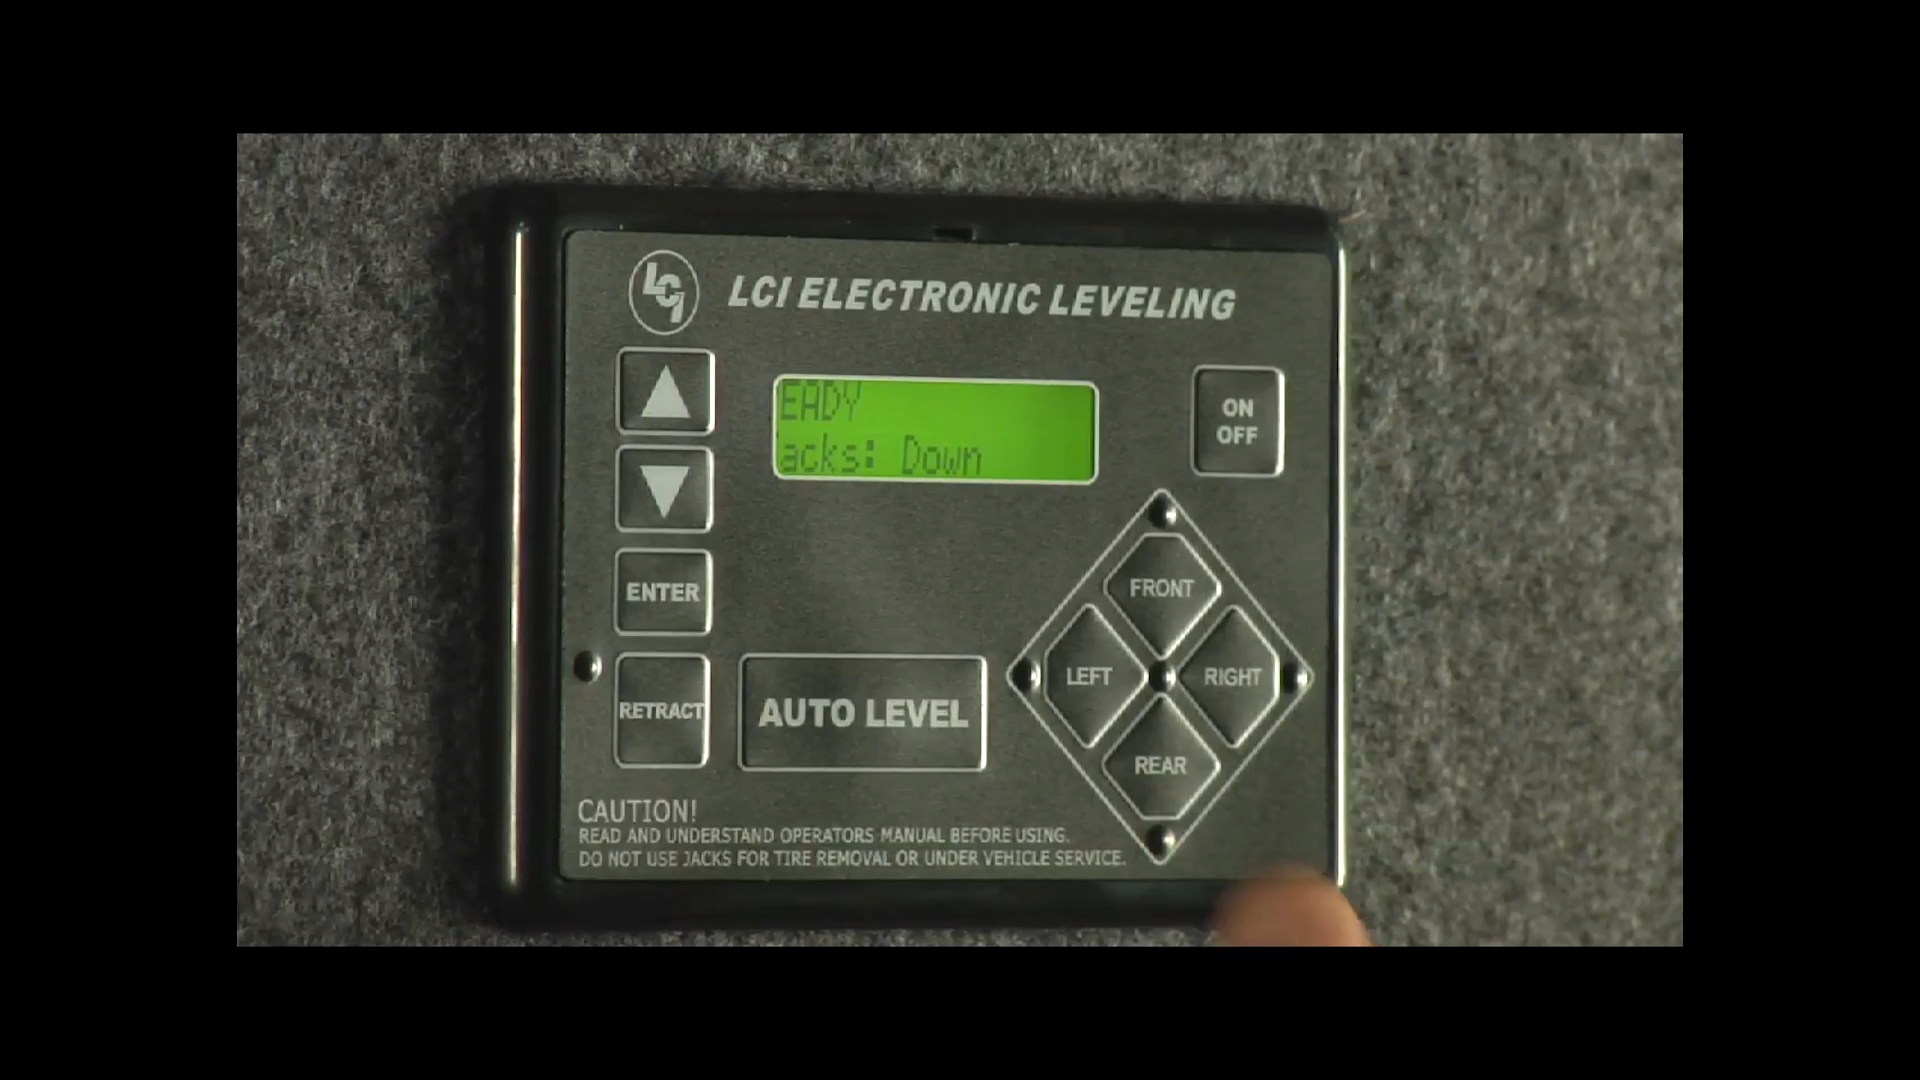 LCI LCI ELECTRONIC LEVELING
EADY
acks: Down
ON
OFF
ENTER
RETRACT
AUTO LEVEL
FRONT
LEFT
RIGHT
REAR
CAUTION!
READ AND UNDERSTAND OPERATORS MANUAL BEFORE USING.
DO NOT USE JACKS FOR TIRE REMOVAL OR UNDER VEHICLE SERVICE.